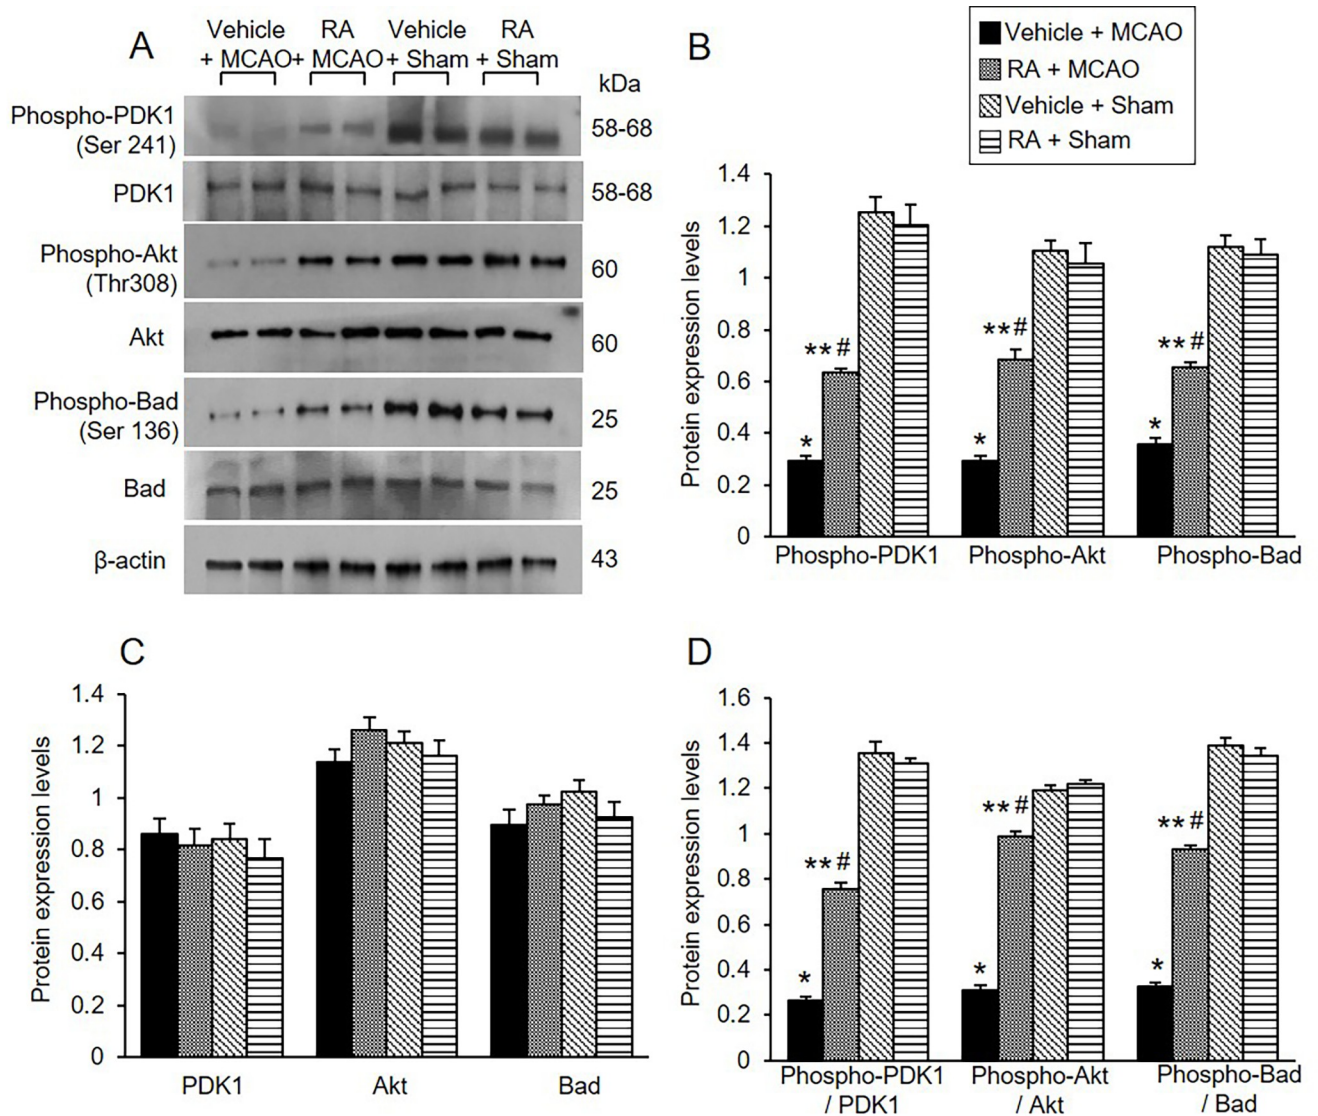 A
Vehicle
+ MCAO
RA
+ MCAO
Vehicle
+ Sham
RA
+ Sham
kDa
Phospho-PDK1
(Ser 241)
58-68
PDK1
58-68
Phospho-Akt
(Thr308)
60
Akt
60
Phospho-Bad
(Ser 136)
25
Bad
25
β-actin
43
Vehicle + MCAO
RA + MCAO
Vehicle + Sham
RA + Sham
B
Protein expression levels
1.4
1.2
1
0.8
0.6
0.4
0.2
0
*
**#
*
**#
*
**#
Phospho-PDK1
Phospho-Akt
Phospho-Bad
C
Protein expression levels
1.4
1.2
1
0.8
0.6
0.4
0.2
0
PDK1
Akt
Bad
D
Protein expression levels
1.6
1.4
1.2
1
0.8
0.6
0.4
0.2
0
*
**#
*
**#
*
**#
Phospho-PDK1
/ PDK1
Phospho-Akt
/ Akt
Phospho-Bad
/ Bad